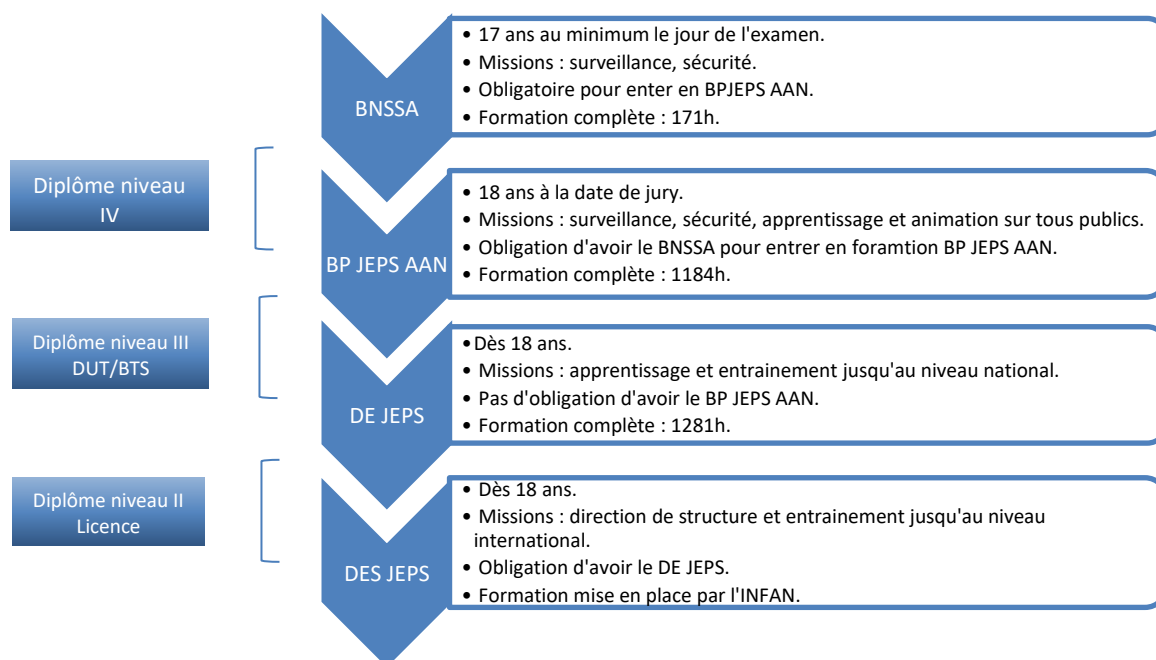 BNSSA
• 17 ans au minimum le jour de l'examen.
• Missions : surveillance, sécurité.
• Obligatoire pour enter en BPJEPS AAN.
• Formation complète : 171h.
Diplôme niveau
IV
BP JEPS AAN
• 18 ans à la date de jury.
• Missions : surveillance, sécurité, apprentissage et animation sur tous publics.
• Obligation d'avoir le BNSSA pour entrer en foramtion BP JEPS AAN.
• Formation complète : 1184h.
Diplôme niveau III
DUT/BTS
DE JEPS
•Dès 18 ans.
• Missions : apprentissage et entrainement jusqu'au niveau national.
• Pas d'obligation d'avoir le BP JEPS AAN.
• Formation complète : 1281h.
Diplôme niveau II
Licence
DES JEPS
• Dès 18 ans.
• Missions : direction de structure et entrainement jusqu'au niveau
international.
• Obligation d'avoir le DE JEPS.
• Formation mise en place par l'INFAN.